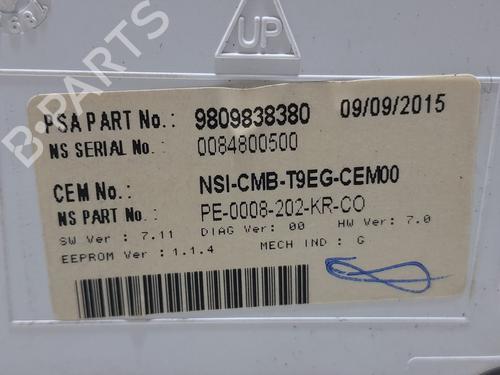 UP
B-PARTS
PSA PART No.: 9809838380 09/09/2015
NS SERIAL No.: 0084800500
CEM No.: NSI-CMB-T9EG-CEM00
NS PART No.: PE-0008-202-KR-CO
SW Ver : 7.11 DIAG Ver: 00 HW Ver: 7.0
EEPROM Ver : 1.1.4 MECH IND : G